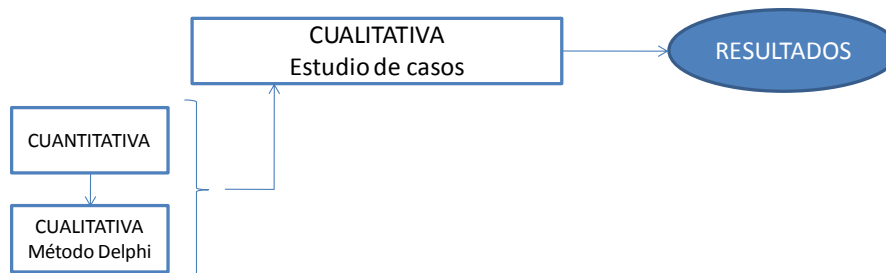 CUALITATIVA
Estudio de casos
RESULTADOS
CUANTITATIVA
CUALITATIVA
Método Delphi